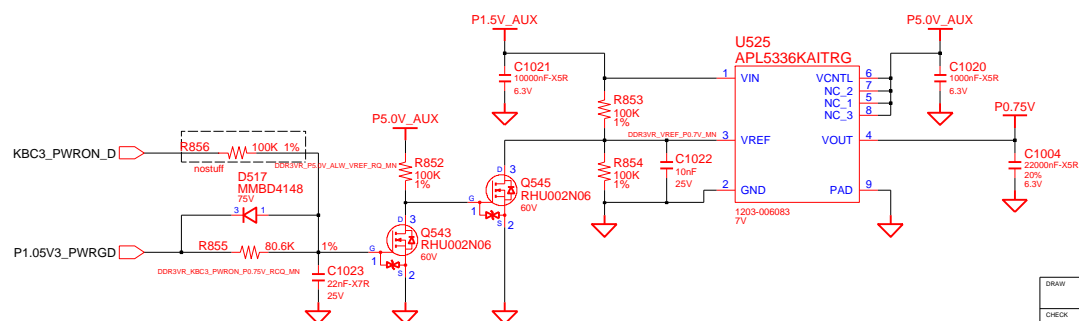 P1.5V_AUX
P5.0V_AUX
U525
APL5336KAITRG
C1021
10000nF-X5R
6.3V
1
VIN
VCNTL
6
NC_2
7
NC_1
5
NC_3
8
C1020
1000nF-X5R
6.3V
R853
100K
1%
P0.75V
P5.0V_AUX
DDR3VR_VREF_P0.7V_MN
3
VREF
VOUT
4
R856
100K
1%
nostuff
KBC3_PWRON_D
DDR3VR_P5.0V_ALW_VREF_RQ_MN
R852
100K
1%
R854
100K
1%
C1022
10nF
25V
C1004
22000nF-X5R
20%
6.3V
D517
MMBD4148
75V
3
1
D
3
Q545
RHU002N06
60V
G
1
S
2
2
GND
PAD
9
1203-006083
7V
P1.05V3_PWRGD
R855
80.6K
1%
DDR3VR_KBC3_PWRON_P0.75V_RCQ_MN
D
3
Q543
RHU002N06
60V
G
1
S
2
C1023
22nF-X7R
25V
DRAW
CHECK